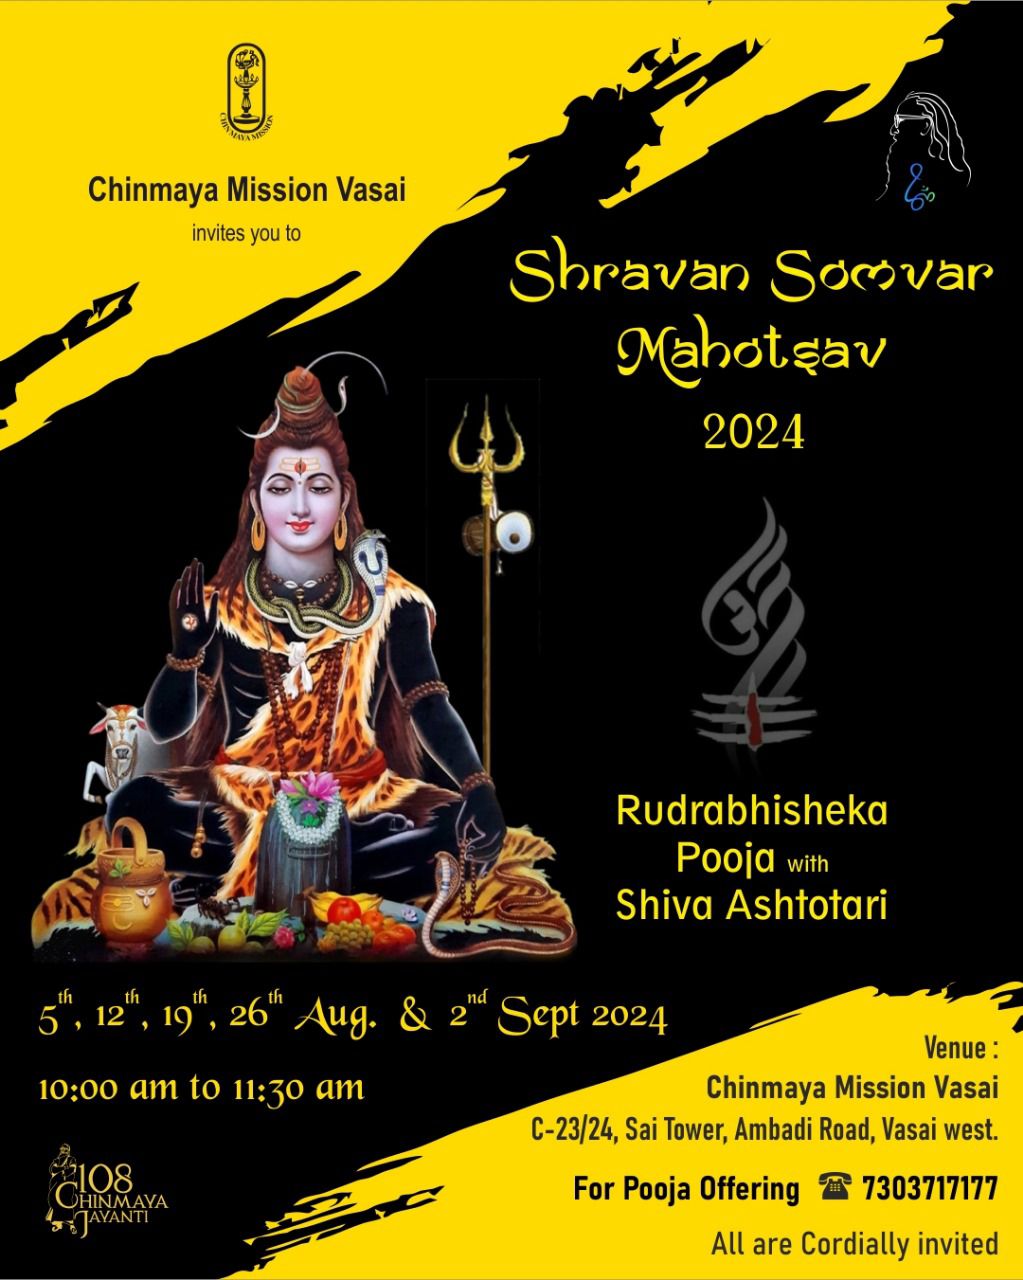 CHINMAYA MISSION
Chinmaya Mission Vasai
invites you to
Shravan Somvar
Mahotsav
2024
Rudrabhisheka
Pooja with
Shiva Ashtotari
5th, 12th, 19th, 26th Aug. & 2nd Sept 2024
10:00 am to 11:30 am
Venue :
Chinmaya Mission Vasai
C-23/24, Sai Tower, Ambadi Road, Vasai west.
For Pooja Offering ☎ 7303717177
All are Cordially invited
108
CHINMAYA
JAYANTI